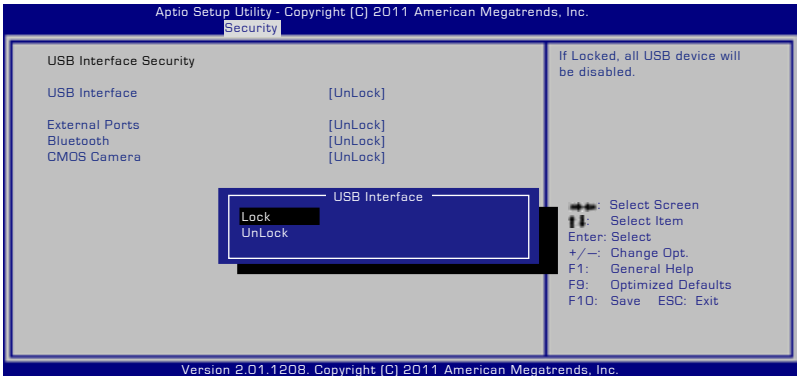 Aptio Setup Utility - Copyright (C) 2011 American Megatrends, Inc.
Security
USB Interface Security
USB Interface [UnLock]
External Ports [UnLock]
Bluetooth [UnLock]
CMOS Camera [UnLock]
USB Interface
Lock
UnLock
If Locked, all USB device will
be disabled.
→←: Select Screen
↑↓: Select Item
Enter: Select
+/—: Change Opt.
F1: General Help
F9: Optimized Defaults
F10: Save ESC: Exit
Version 2.01.1208. Copyright (C) 2011 American Megatrends, Inc.